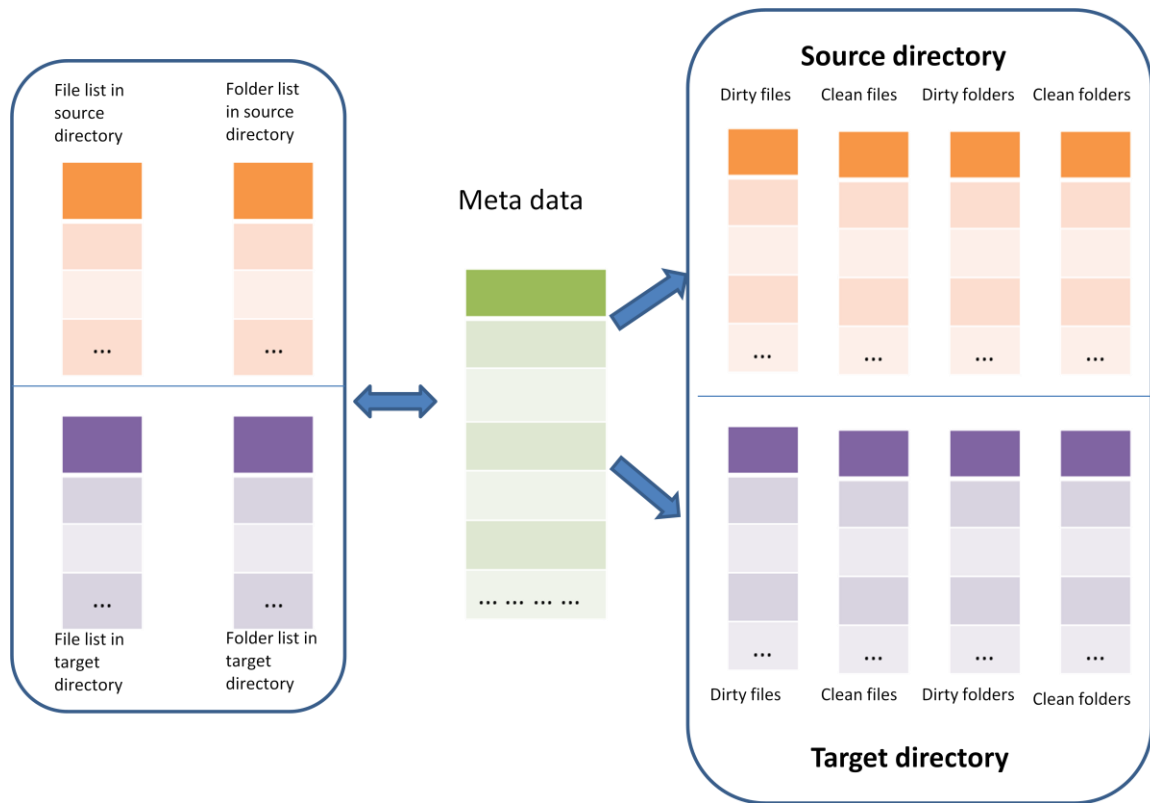 File list in
source
directory
Folder list
in source
directory
...
...
...
...
File list in
target
directory
Folder list in
target
directory
Meta data
... ... ... ...
Source directory
Dirty files
Clean files
Dirty folders
Clean folders
...
...
...
...
...
...
...
...
Dirty files
Clean files
Dirty folders
Clean folders
Target directory